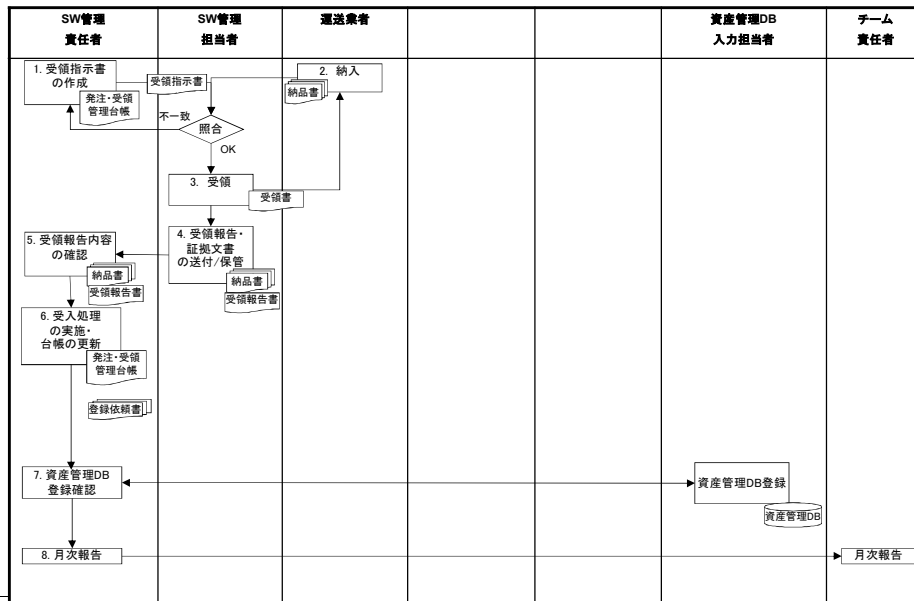 SW管理
責任者
SW管理
担当者
運送業者
資産管理DB
入力担当者
チーム
責任者
1. 受領指示書
の作成
発注・受領
管理台帳
受領指示書
2. 納入
納品書
不一致
照合
OK
3. 受領
受領書
4. 受領報告・
証拠文書
の送付/保管
納品書
受領報告書
5. 受領報告内容
の確認
納品書
受領報告書
6. 受入処理
の実施・
台帳の更新
発注・受領
管理台帳
登録依頼書
7. 資産管理DB
登録確認
資産管理DB登録
資産管理DB
8. 月次報告
月次報告